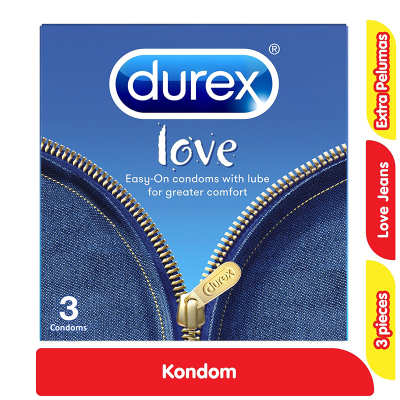 durex®
love
Easy-On condoms with lube
for greater comfort
durex
3
Condoms
Extra Pelumas
Love Jeans
3 pieces
Kondom